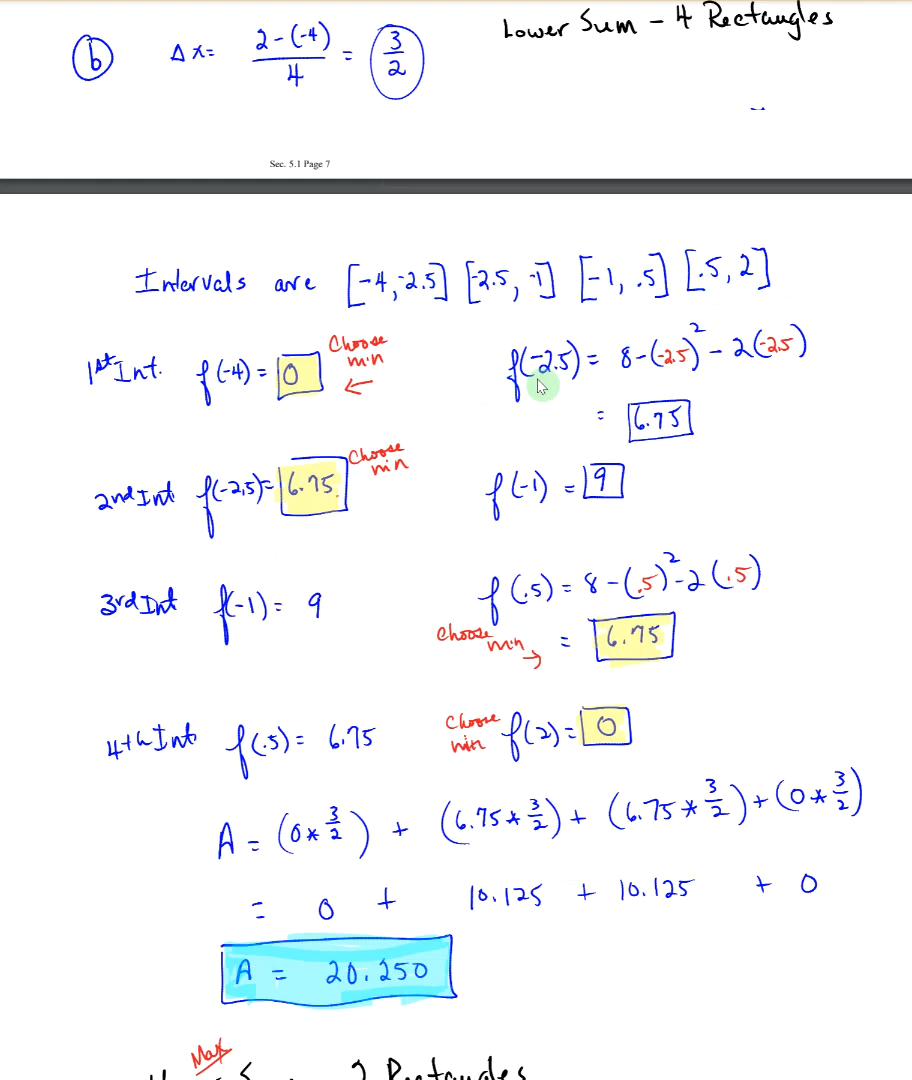 Lower Sum - 4 Rectangles
(b) Δx = 2-(-4)/4 = 3/2
Sec. 5.1 Page 7
Intervals are [-4, -2.5] [-2.5, -1] [-1, .5] [.5, 2]
1st Int. f(-4) = 0 Choose min ← f(-2.5) = 8-(-2.5)² - 2(-2.5)
= 6.75
2nd Int f(-2.5) = 6.75 Choose min f(-1) = 9
3rd Int f(-1) = 9 f(.5) = 8-(.5)²-2(.5)
Choose min → = 6.75
4th Int f(.5) = 6.75 Choose min f(2) = 0
A = (0 * 3/2) + (6.75 * 3/2) + (6.75 * 3/2) + (0 * 3/2)
= 0 + 10.125 + 10.125 + 0
A = 20.250
Max
Rectangles